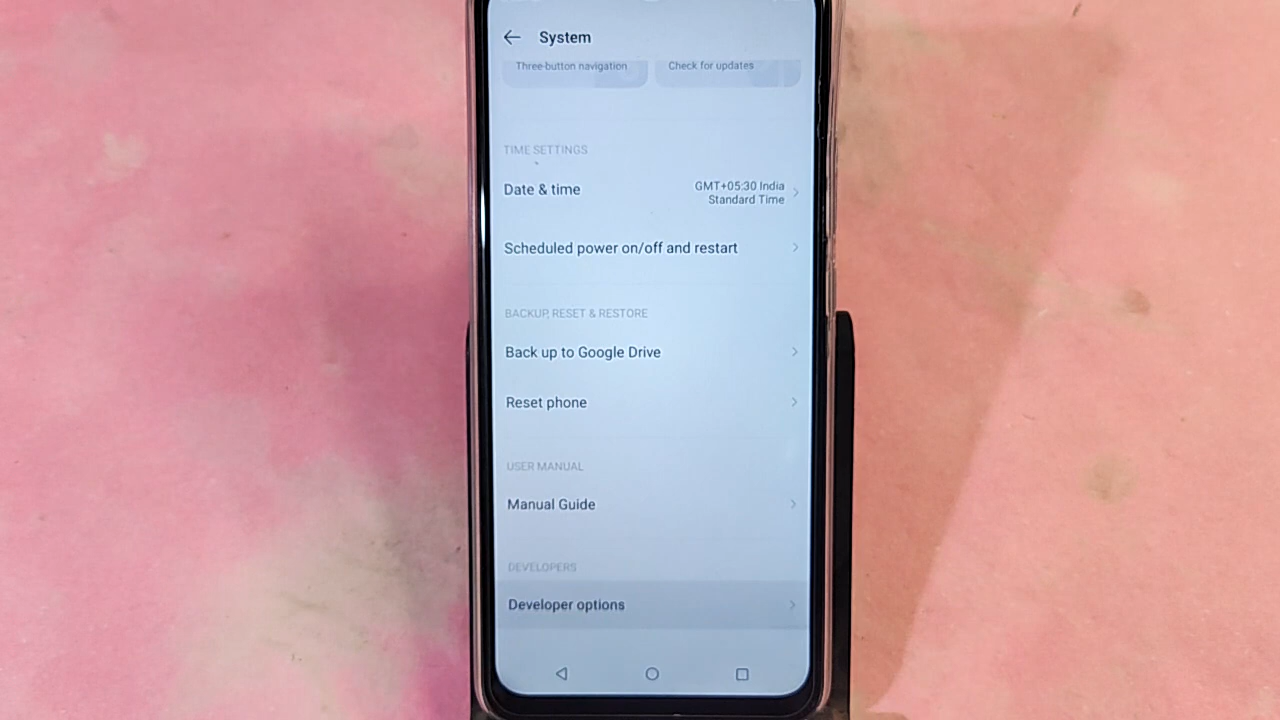 System
Three-button navigation
Check for updates
TIME SETTINGS
Date & time
GMT+05:30 India
Standard Time
Scheduled power on/off and restart
BACKUP, RESET & RESTORE
Back up to Google Drive
Reset phone
USER MANUAL
Manual Guide
DEVELOPERS
Developer options